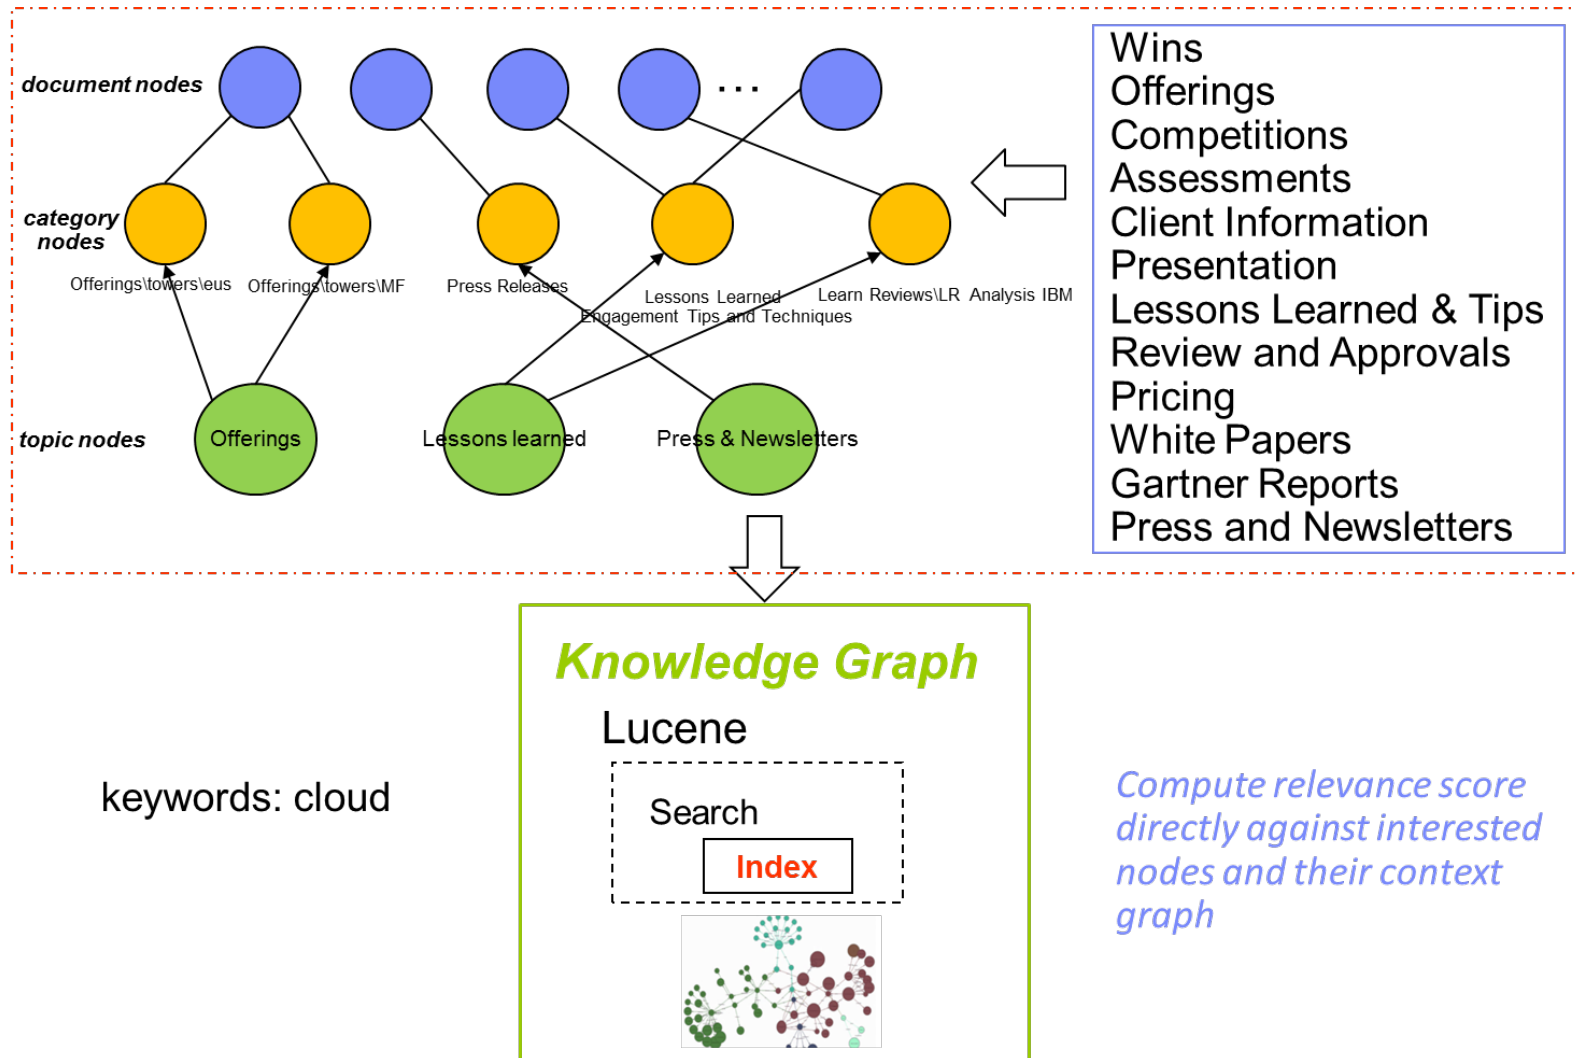 document nodes
category
nodes
Offerings\towers\eus
Offerings\towers\MF
Press Releases
Lessons Learned
Engagement Tips and Techniques
Learn Reviews\LR Analysis IBM
topic nodes
Offerings
Lessons learned
Press & Newsletters
Wins
Offerings
Competitions
Assessments
Client Information
Presentation
Lessons Learned & Tips
Review and Approvals
Pricing
White Papers
Gartner Reports
Press and Newsletters
Knowledge Graph
Lucene
Search
Index
keywords: cloud
Compute relevance score
directly against interested
nodes and their context
graph